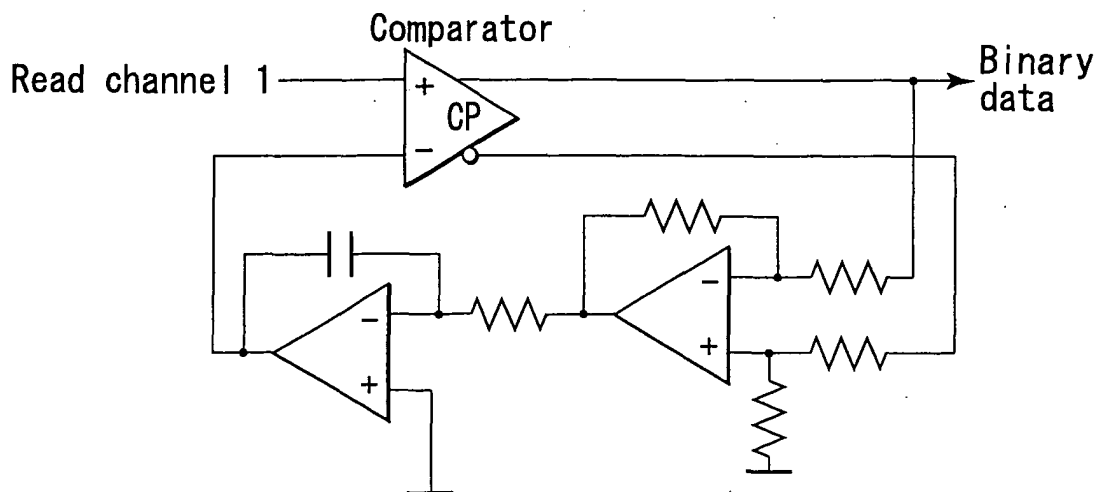 Comparator
Read channel 1
+
CP
−
Binary
data
−
+
−
+